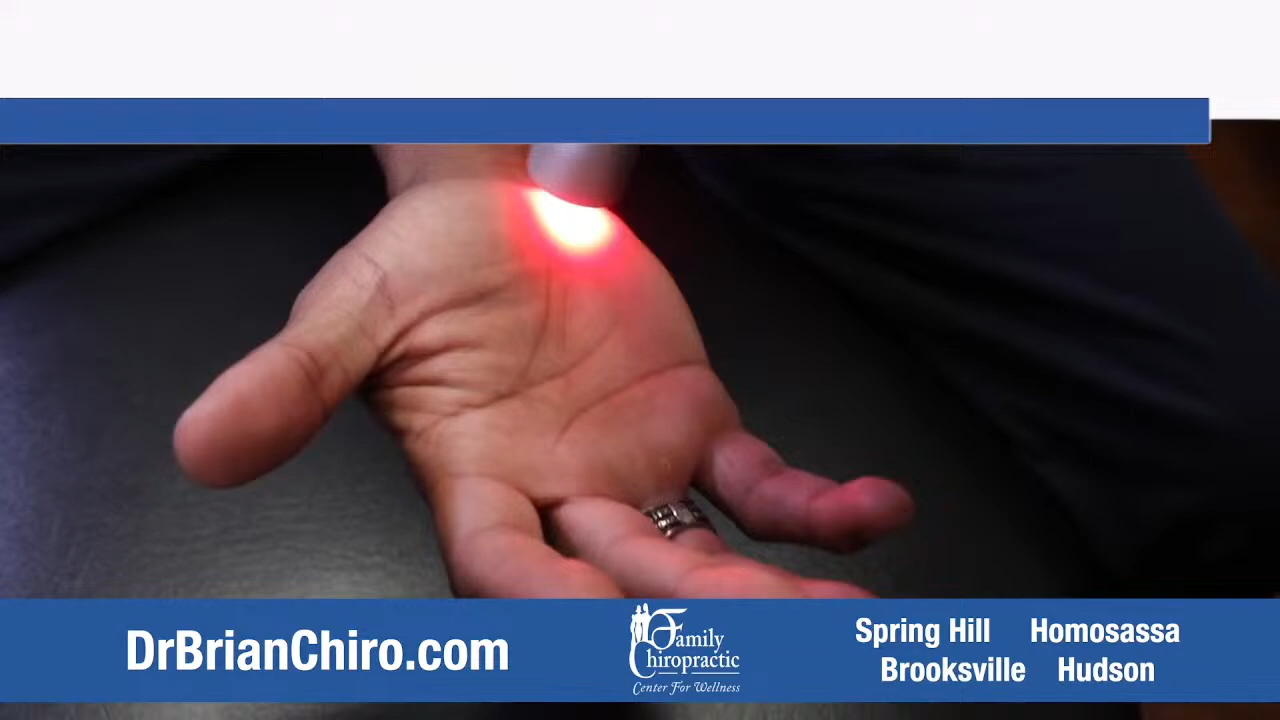 DrBrianChiro.com
Family
Chiropractic
Center For Wellness
Spring Hill Homosassa
Brooksville Hudson